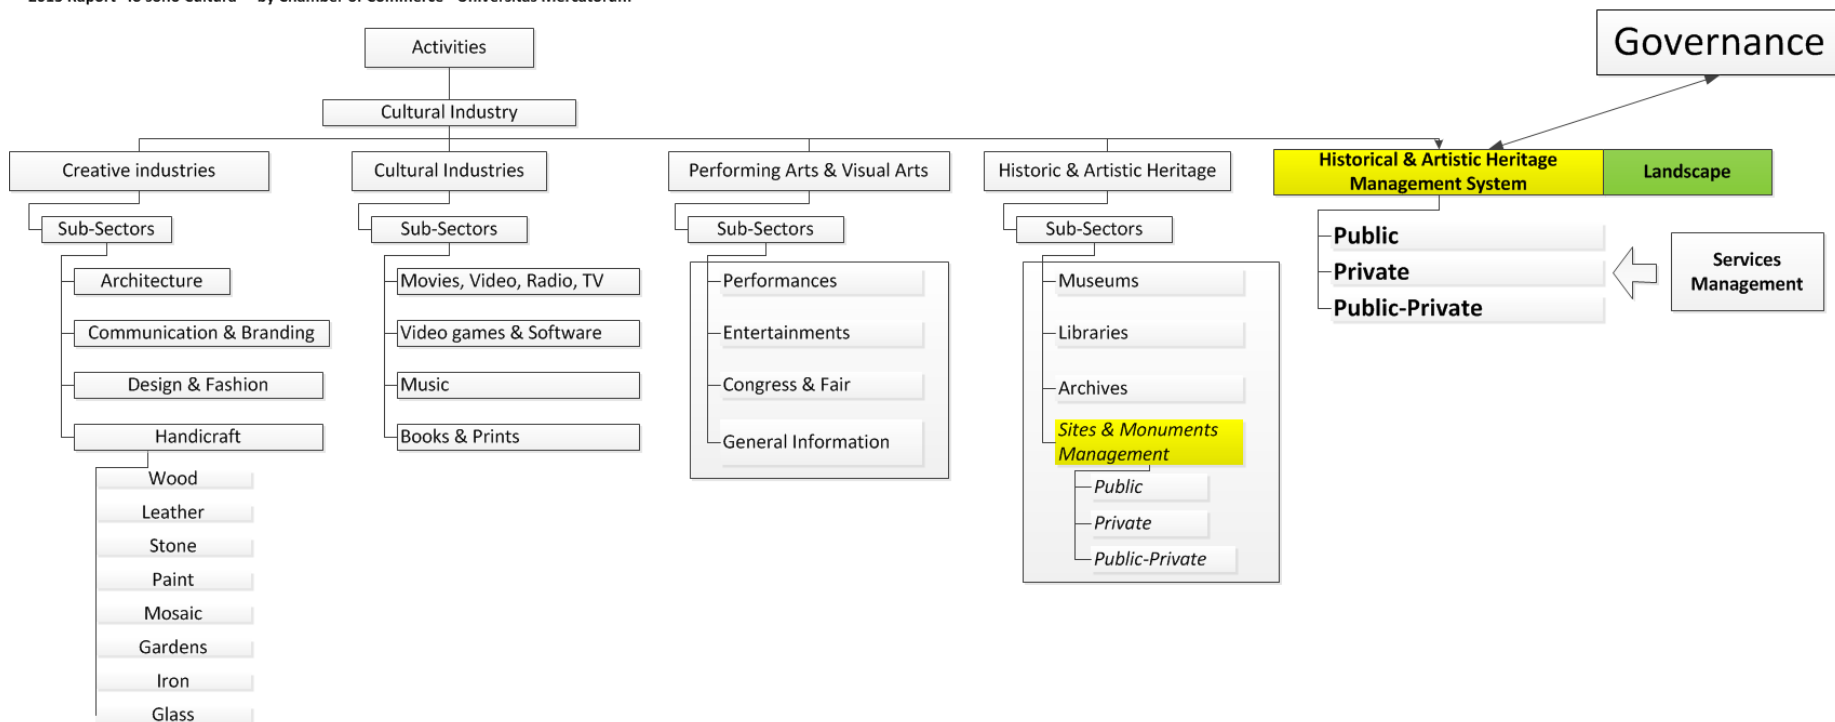 Activities
Governance
Cultural Industry
Creative industries
Cultural Industries
Performing Arts & Visual Arts
Historic & Artistic Heritage
Historical & Artistic Heritage
Management System
Landscape
Sub-Sectors
Sub-Sectors
Sub-Sectors
Sub-Sectors
Architecture
Communication & Branding
Design & Fashion
Handicraft
Wood
Leather
Stone
Paint
Mosaic
Gardens
Iron
Glass
Movies, Video, Radio, TV
Video games & Software
Music
Books & Prints
Performances
Entertainments
Congress & Fair
General Information
Museums
Libraries
Archives
Sites & Monuments
Management
Public
Private
Public-Private
Public
Private
Public-Private
Services
Management